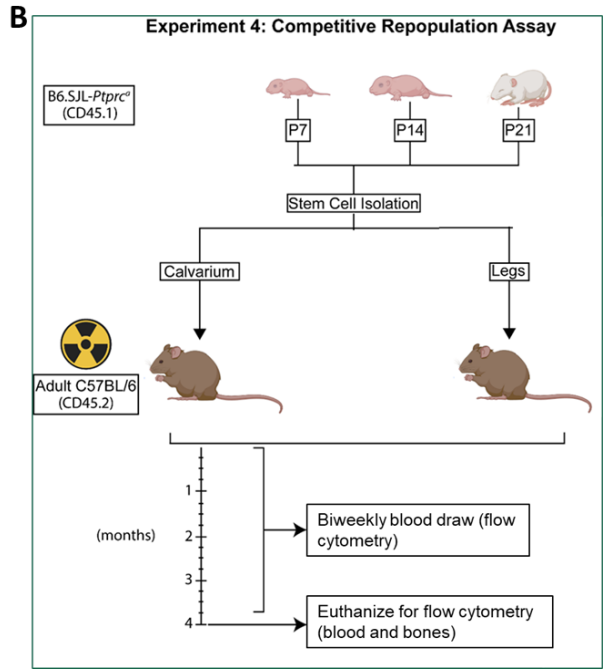 B
Experiment 4: Competitive Repopulation Assay
B6.SJL-Ptprcᵃ
(CD45.1)
P7
P14
P21
Stem Cell Isolation
Calvarium
Legs
Adult C57BL/6
(CD45.2)
1
(months)
2
3
4
Biweekly blood draw (flow
cytometry)
Euthanize for flow cytometry
(blood and bones)